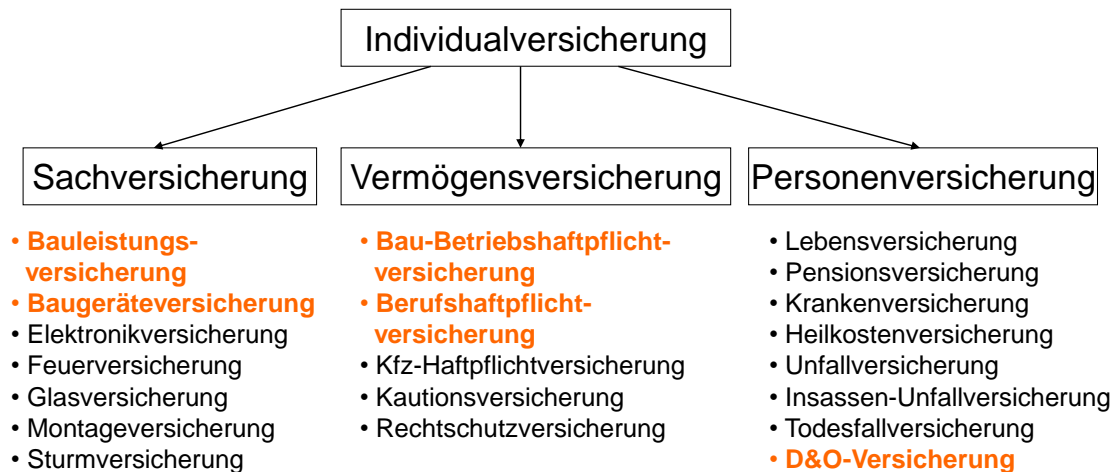 Individualversicherung
Sachversicherung
Vermögensversicherung
Personenversicherung
• Bauleistungs-
versicherung
• Baugeräteversicherung
• Elektronikversicherung
• Feuerversicherung
• Glasversicherung
• Montageversicherung
• Sturmversicherung
• Bau-Betriebshaftpflicht-
versicherung
• Berufshaftpflicht-
versicherung
• Kfz-Haftpflichtversicherung
• Kautionsversicherung
• Rechtschutzversicherung
• Lebensversicherung
• Pensionsversicherung
• Krankenversicherung
• Heilkostenversicherung
• Unfallversicherung
• Insassen-Unfallversicherung
• Todesfallversicherung
• D&O-Versicherung